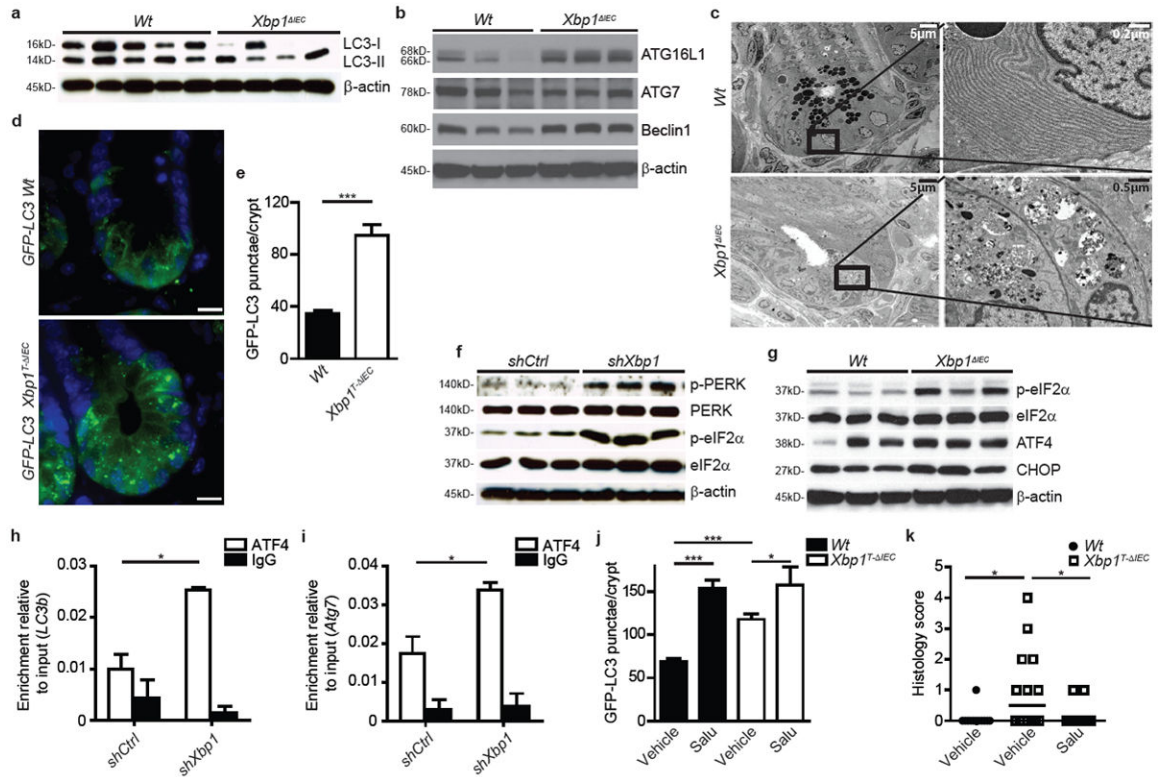 a
Wt
Xbp1ΔIEC
16kD-
LC3-I
14kD-
LC3-II
45kD-
β-actin
b
Wt
Xbp1ΔIEC
68kD-
66kD-
ATG16L1
78kD-
ATG7
60kD-
Beclin1
45kD-
β-actin
c
Wt
5μm
0.2μm
Xbp1ΔIEC
5μm
0.5μm
d
GFP-LC3 Wt
GFP-LC3 Xbp1T-ΔIEC
e
GFP-LC3 punctae/crypt
120
80
40
0
***
Wt
Xbp1T-ΔIEC
f
shCtrl
shXbp1
140kD-
p-PERK
140kD-
PERK
37kD-
p-eIF2α
37kD-
eIF2α
45kD-
β-actin
g
Wt
Xbp1ΔIEC
37kD-
p-eIF2α
37kD-
eIF2α
38kD-
ATF4
27kD-
CHOP
45kD-
β-actin
h
Enrichment relative
to input (LC3b)
0.03
0.02
0.01
0.00
*
ATF4
IgG
shCtrl
shXbp1
i
Enrichment relative
to input (Atg7)
0.04
0.03
0.02
0.01
0.00
*
ATF4
IgG
shCtrl
shXbp1
j
GFP-LC3 punctae/crypt
150
100
50
0
***
***
*
Wt
Xbp1T-ΔIEC
Vehicle
Salu
Vehicle
Salu
k
Histology score
5
4
3
2
1
0
*
*
Wt
Xbp1T-ΔIEC
Vehicle
Vehicle
Salu